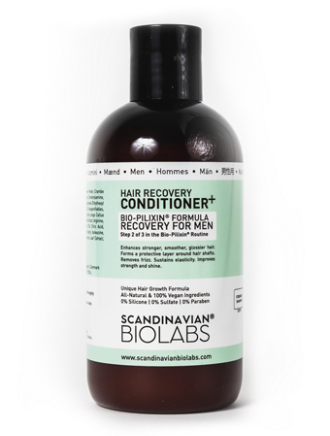 • Mænd • Men • Hommes • Män • 男性用
HAIR RECOVERY
CONDITIONER+
BIO-PILIXIN® FORMULA
RECOVERY FOR MEN
Step 2 of 3 in the Bio-Pilixin® Routine
Enhances stronger, smoother, glossier hair.
Forms a protective layer around hair shafts.
Removes frizz. Sustains elasticity. Improves
strength and shine.
Unique Hair Growth Formula
All-Natural & 100% Vegan Ingredients
0% Silicone | 0% Sulfate | 0% Paraben
SCANDINAVIAN®
BIOLABS
www.scandinavianbiolabs.com